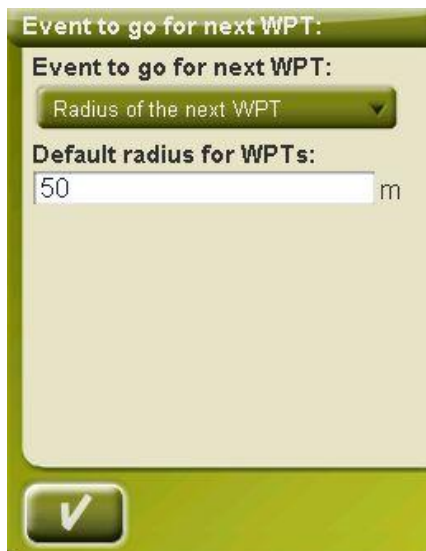 Event to go for next WPT:
Event to go for next WPT:
Radius of the next WPT
Default radius for WPTs:
50 m